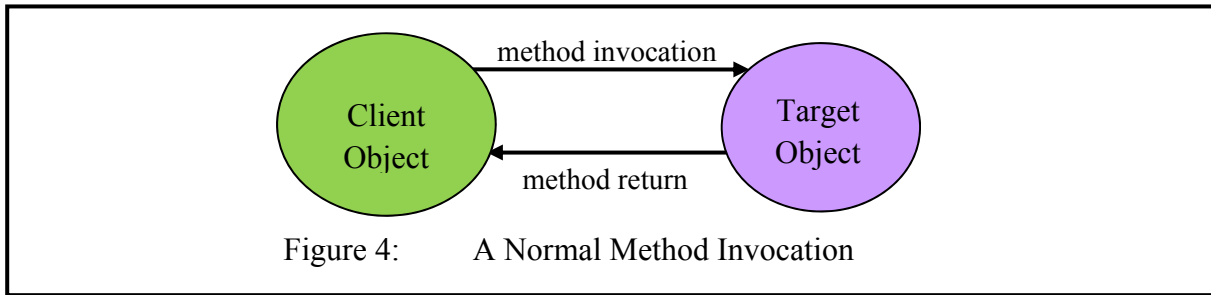 method invocation
Client
Object
Target
Object
method return
Figure 4: A Normal Method Invocation